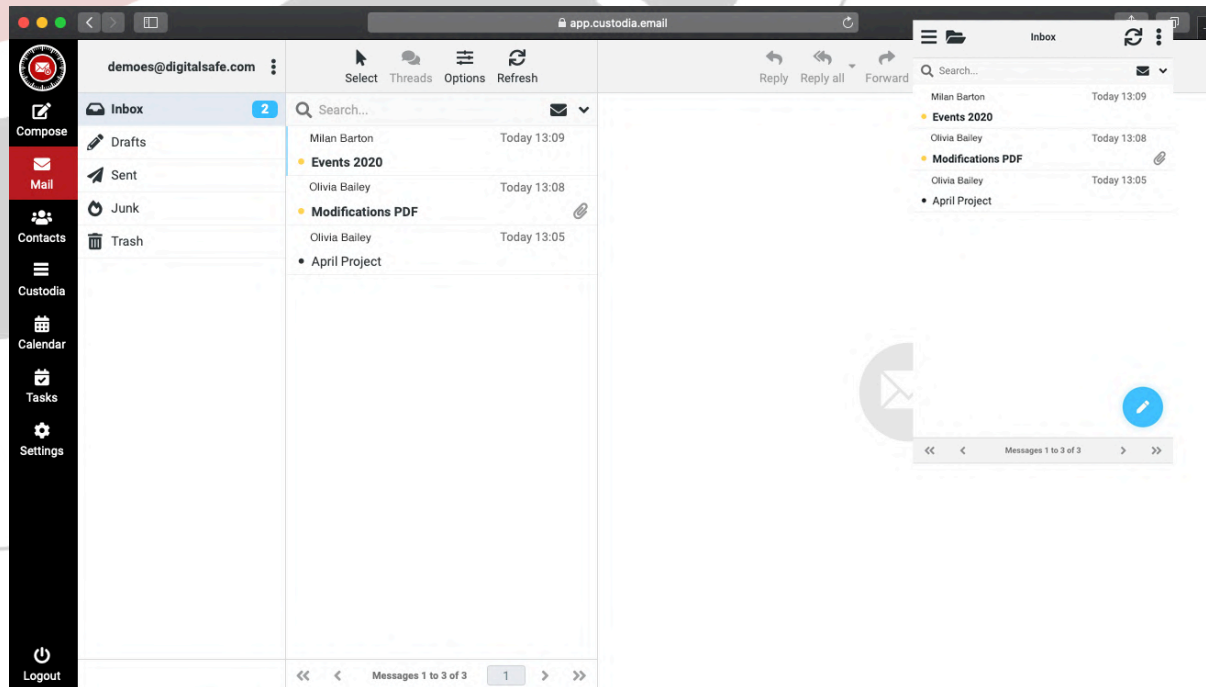 app.custodia.email
demoes@digitalsafe.com
Select Threads Options Refresh
Reply Reply all Forward
Compose
Mail
Contacts
Custodia
Calendar
Tasks
Settings
Logout
Inbox 2
Drafts
Sent
Junk
Trash
Search...
Milan Barton Today 13:09
Events 2020
Olivia Bailey Today 13:08
Modifications PDF
Olivia Bailey Today 13:05
April Project
Messages 1 to 3 of 3 1
Inbox
Search...
Milan Barton Today 13:09
Events 2020
Olivia Bailey Today 13:08
Modifications PDF
Olivia Bailey Today 13:05
April Project
Messages 1 to 3 of 3